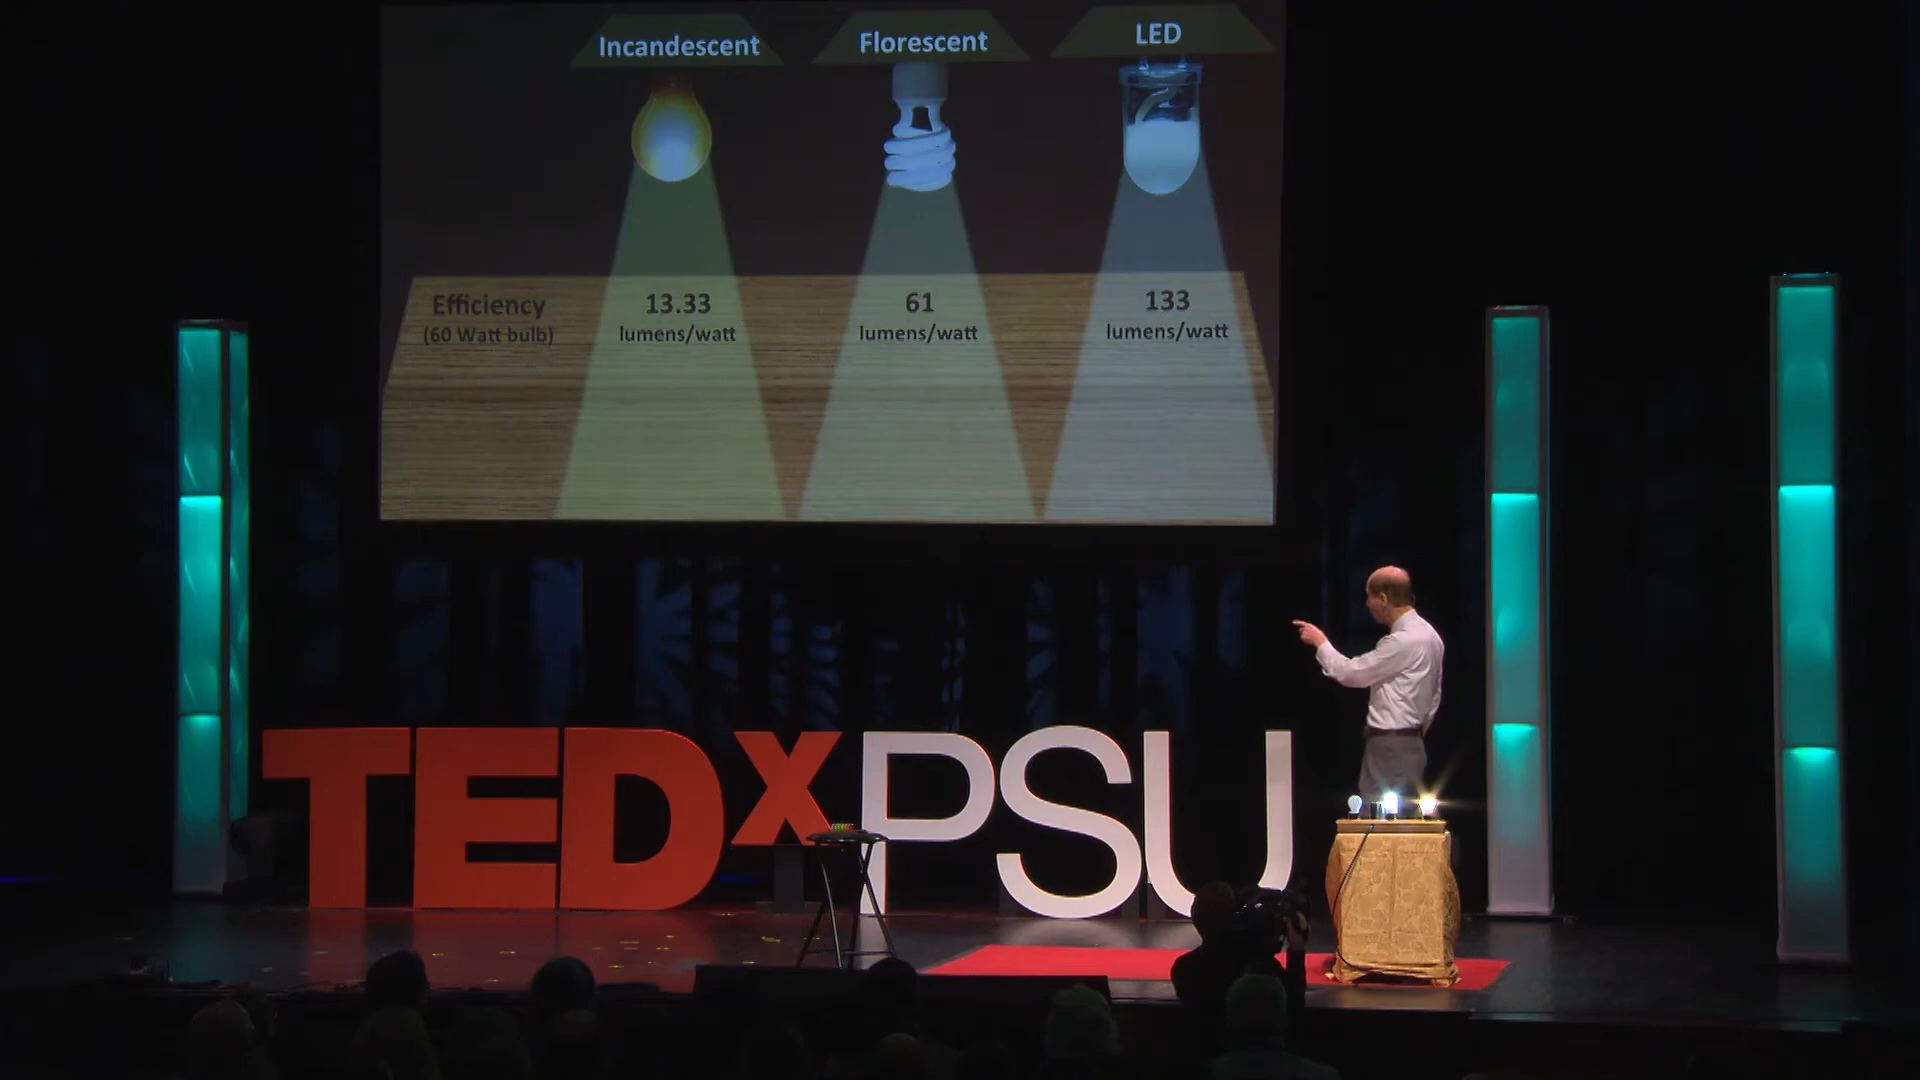 Incandescent
Florescent
LED
Efficiency
(60 Watt bulb)
13.33
lumens/watt
61
lumens/watt
133
lumens/watt
TEDxPSU